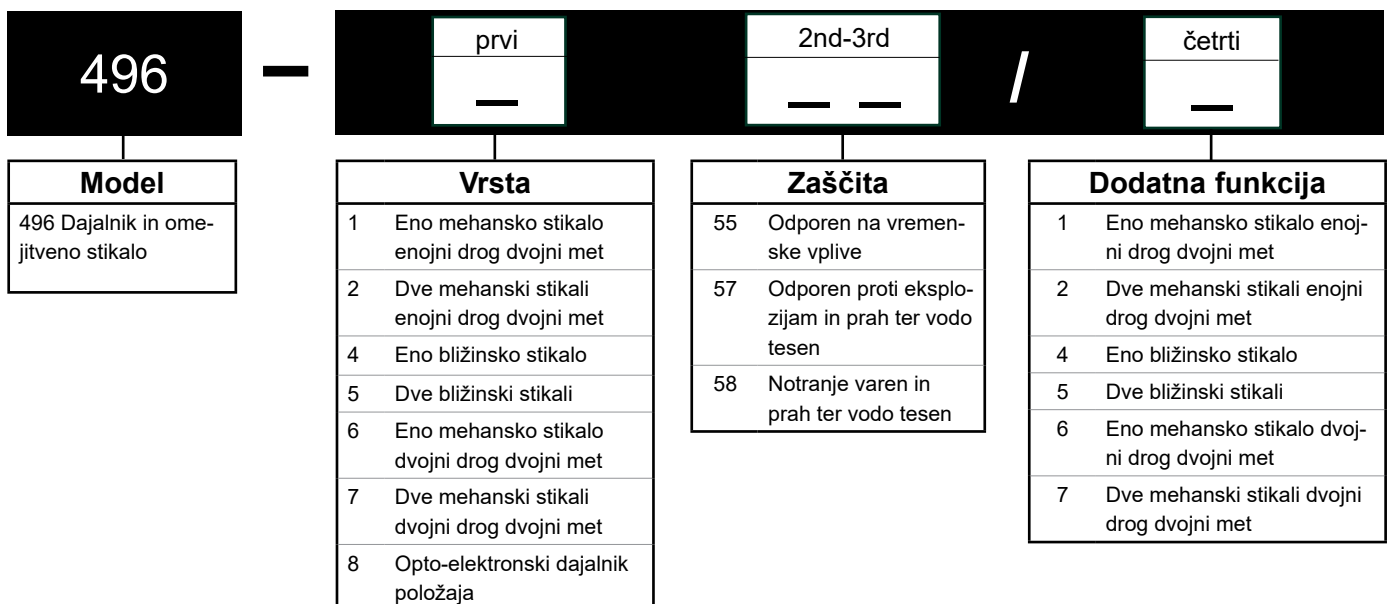 496
–
prvi
_
2nd-3rd
_ _
/
četrti
_
Model
496 Dajalnik in ome-
jitveno stikalo
Vrsta
1 Eno mehansko stikalo
enojni drog dvojni met
2 Dve mehanski stikali
enojni drog dvojni met
4 Eno bližinsko stikalo
5 Dve bližinski stikali
6 Eno mehansko stikalo
dvojni drog dvojni met
7 Dve mehanski stikali
dvojni drog dvojni met
8 Opto-elektronski dajalnik
položaja
Zaščita
55 Odporen na vremen-
ske vplive
57 Odporen proti eksplo-
zijam in prah ter vodo
tesen
58 Notranje varen in
prah ter vodo tesen
Dodatna funkcija
1 Eno mehansko stikalo enoj-
ni drog dvojni met
2 Dve mehanski stikali enojni
drog dvojni met
4 Eno bližinsko stikalo
5 Dve bližinski stikali
6 Eno mehansko stikalo dvoj-
ni drog dvojni met
7 Dve mehanski stikali dvojni
drog dvojni met